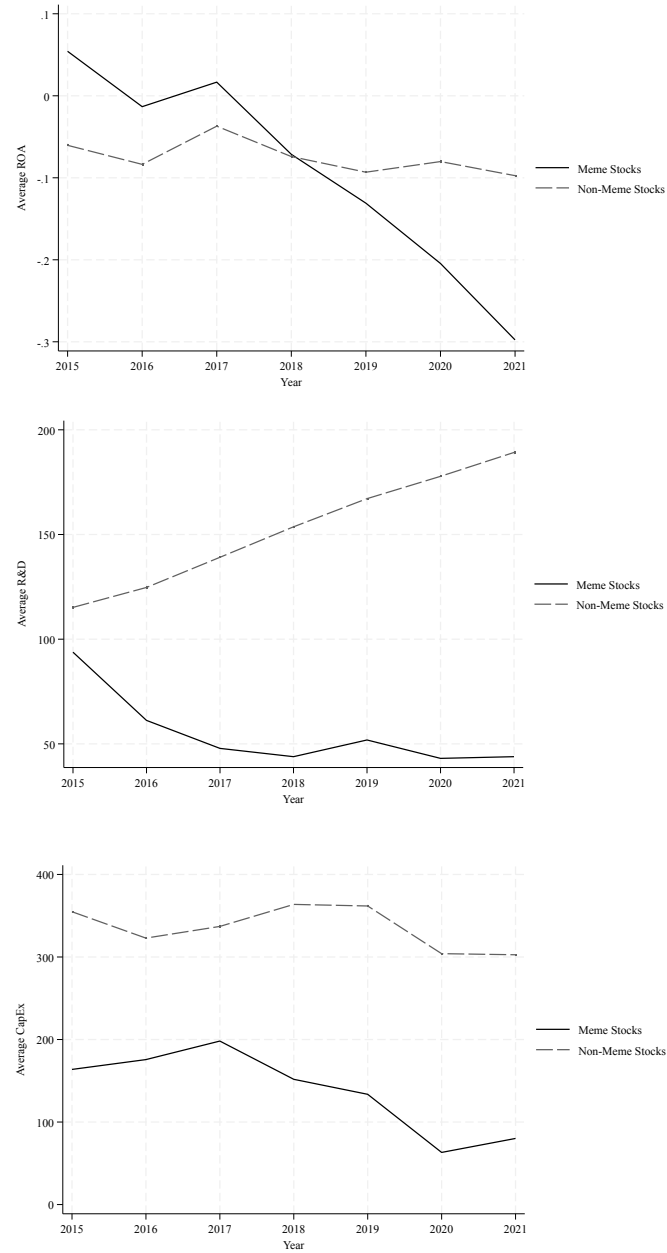 .1
0
-.1
-.2
-.3
Average ROA
2015 2016 2017 2018 2019 2020 2021
Year
Meme Stocks
Non-Meme Stocks
200
150
100
50
Average R&D
2015 2016 2017 2018 2019 2020 2021
Year
Meme Stocks
Non-Meme Stocks
400
300
200
100
0
Average CapEx
2015 2016 2017 2018 2019 2020 2021
Year
Meme Stocks
Non-Meme Stocks